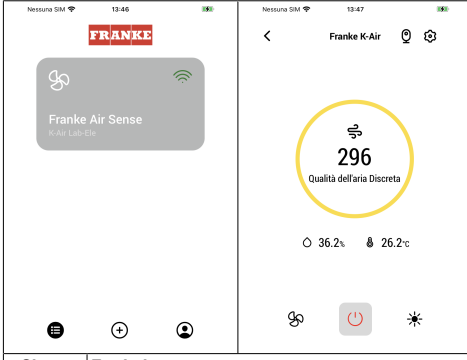 Nessuna SIM 13:46
FRANKE
Franke Air Sense
K-Air Lab-Ele
Nessuna SIM 13:47
Franke K-Air
296
Qualità dell'aria Discreta
36.2% 26.2°C